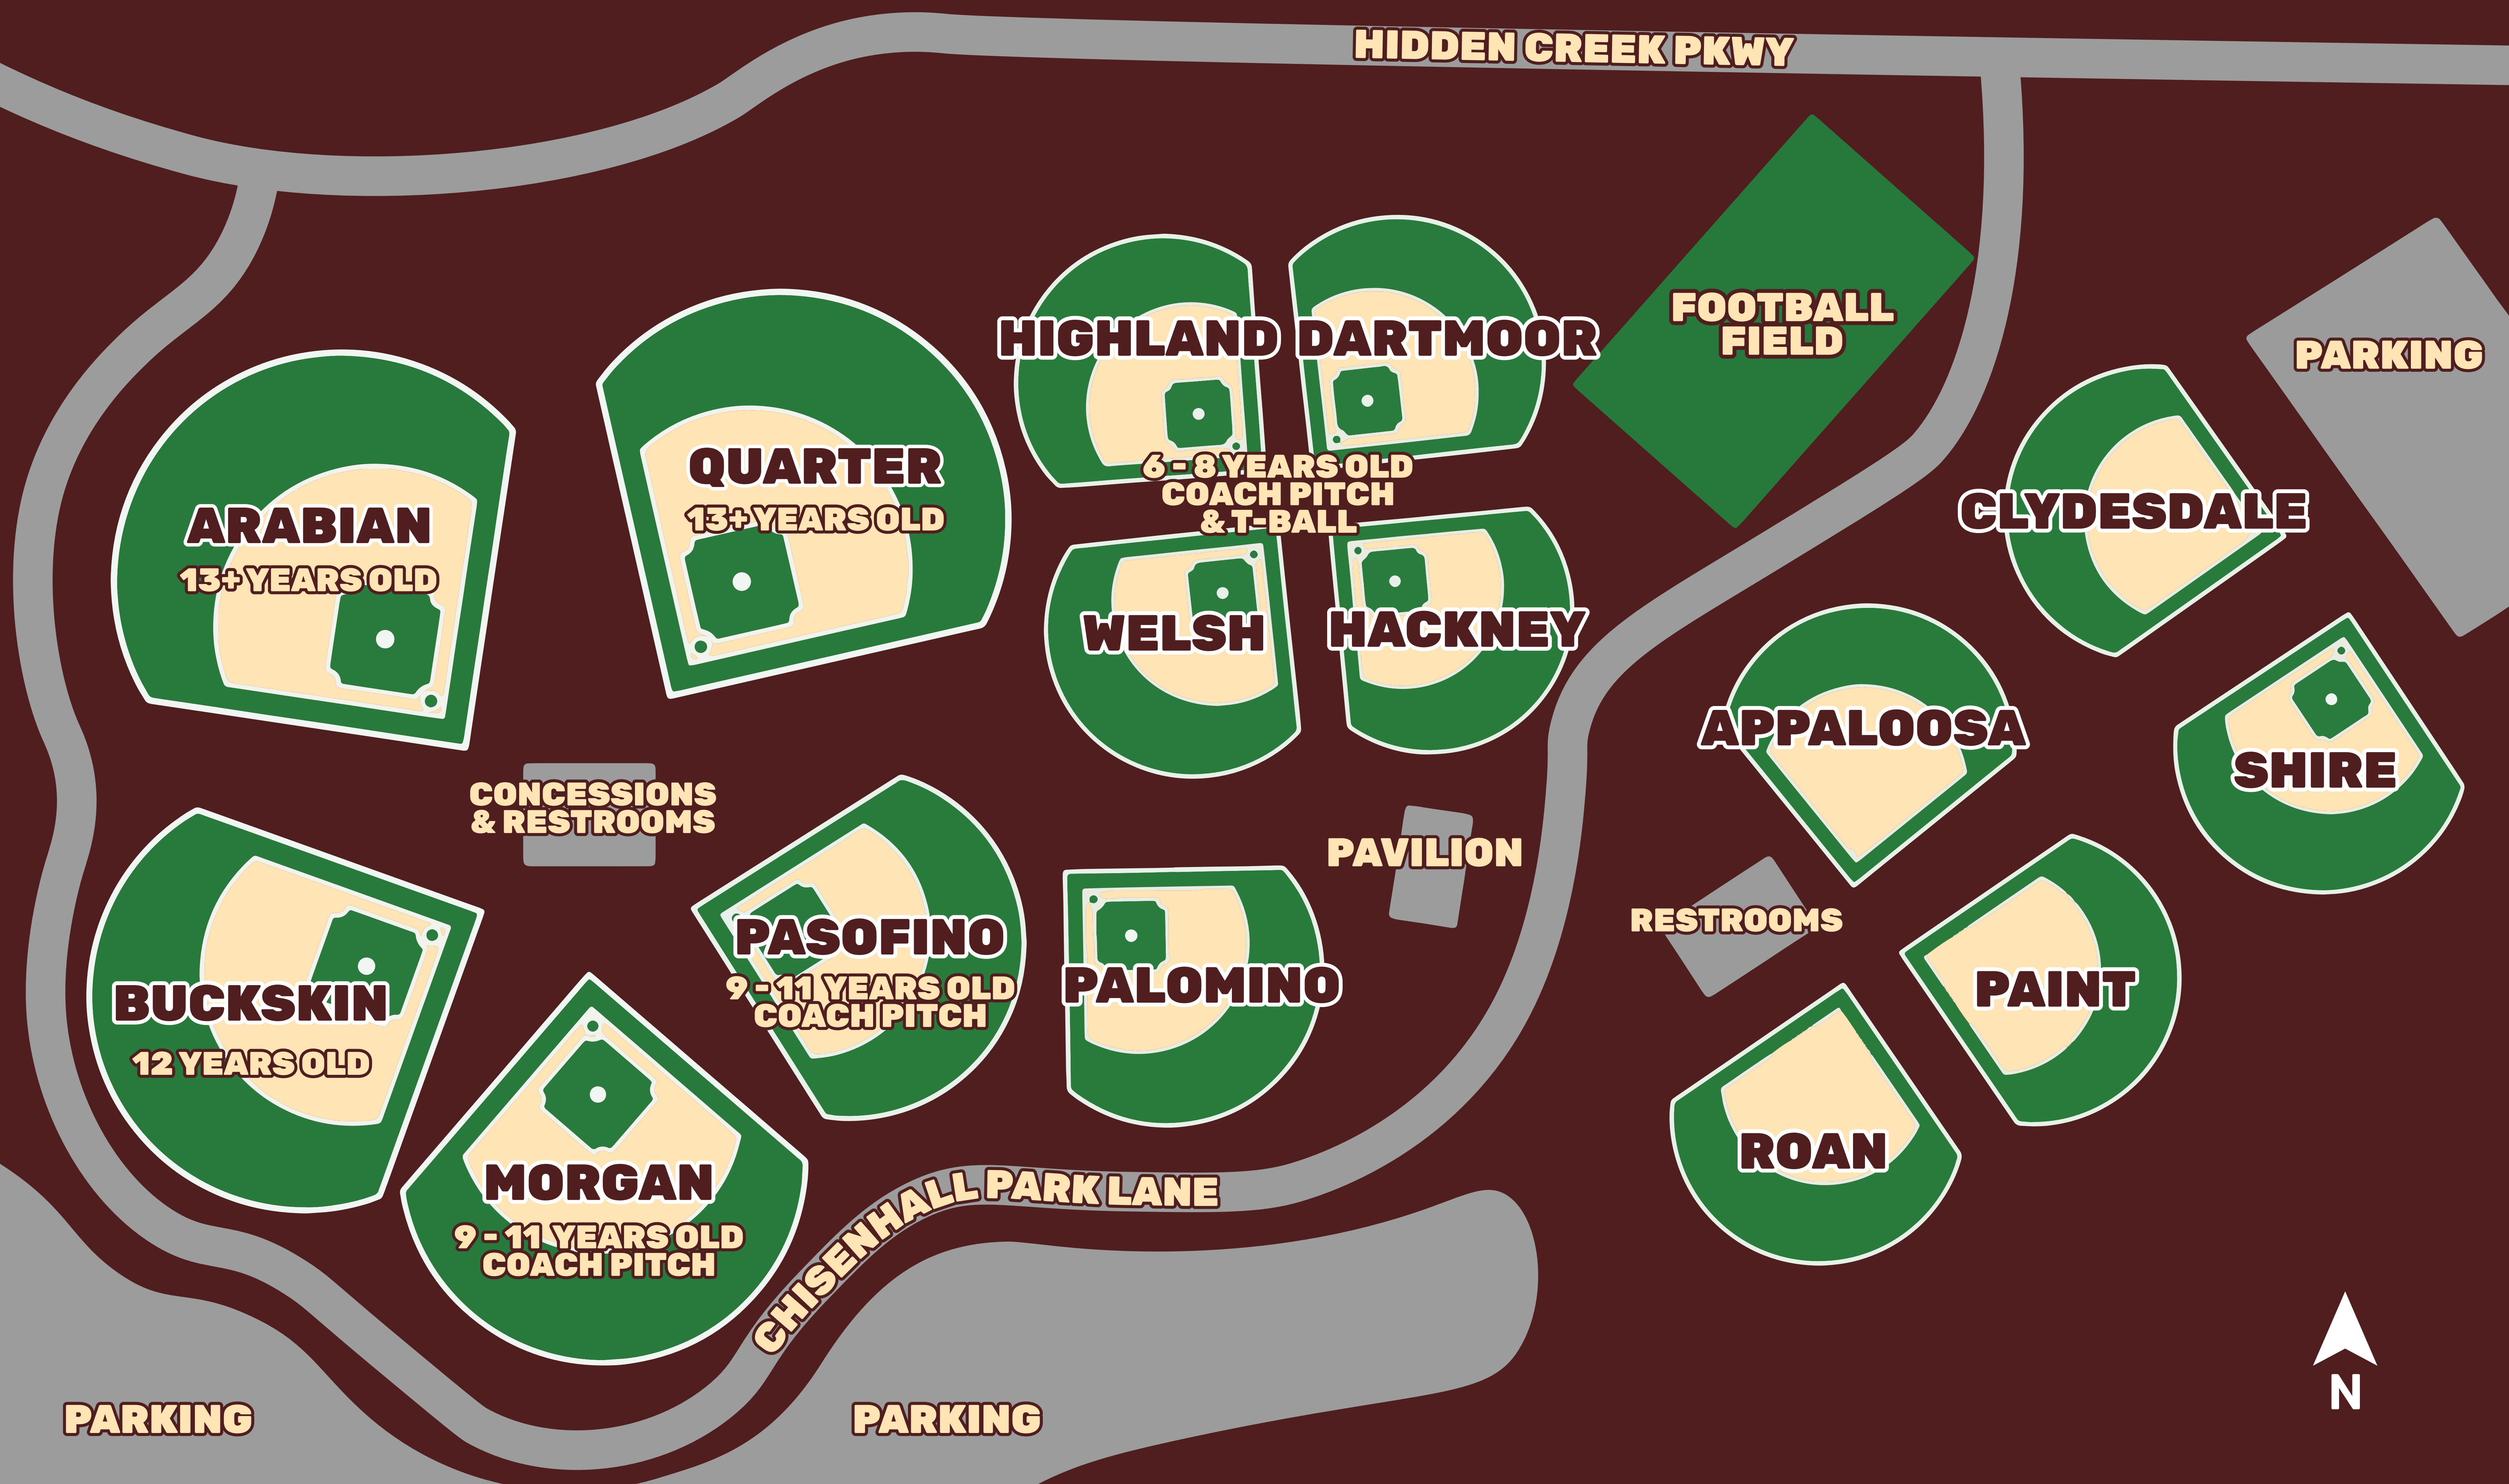 HIDDEN CREEK PKWY
HIGHLAND
DARTMOOR
6 - 8 YEARS OLD
COACH PITCH
& T-BALL
WELSH
HACKNEY
FOOTBALL
FIELD
PARKING
QUARTER
13+ YEARS OLD
ARABIAN
13+ YEARS OLD
CLYDESDALE
APPALOOSA
SHIRE
CONCESSIONS
& RESTROOMS
PAVILION
RESTROOMS
PASOFINO
9 - 11 YEARS OLD
COACH PITCH
PALOMINO
PAINT
BUCKSKIN
12 YEARS OLD
MORGAN
9 - 11 YEARS OLD
COACH PITCH
ROAN
CHISENHALL PARK LANE
PARKING
PARKING
N